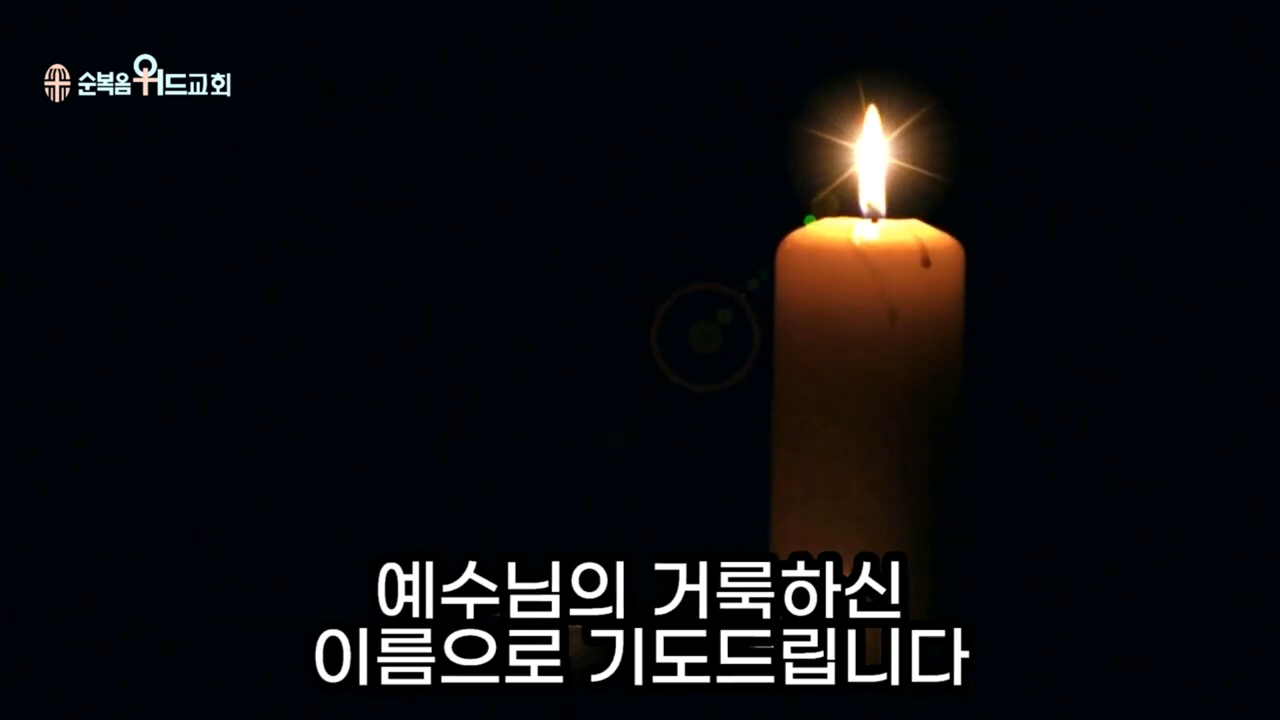 순복음워드교회
예수님의 거룩하신
이름으로 기도드립니다